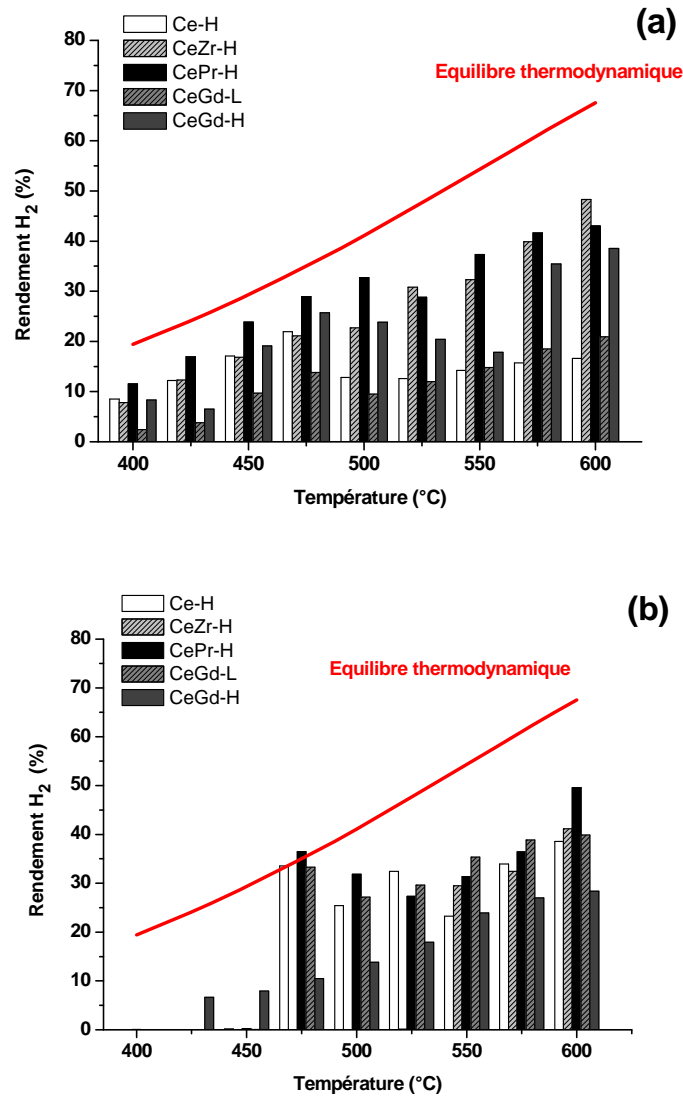 (a)
Ce-H
CeZr-H
CePr-H
CeGd-L
CeGd-H
Equilibre thermodynamique
80
70
60
50
40
30
20
10
0
Rendement H2 (%)
400 450 500 550 600
Température (°C)
(b)
Ce-H
CeZr-H
CePr-H
CeGd-L
CeGd-H
Equilibre thermodynamique
80
70
60
50
40
30
20
10
0
Rendement H2 (%)
400 450 500 550 600
Température (°C)